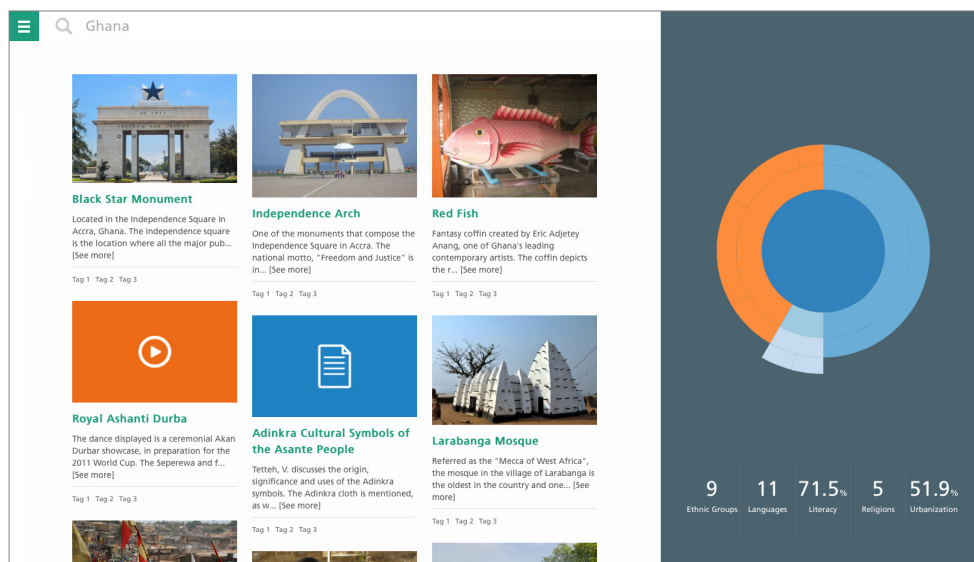 Ghana
Black Star Monument
Located in the Independence Square in
Accra, Ghana. The Independence square
is the location where all the major pub...
[See more]
Tag 1 Tag 2 Tag 3
Independence Arch
One of the monuments that compose the
Independence Square in Accra. The
national motto, "Freedom and Justice" is
in... [See more]
Tag 1 Tag 2 Tag 3
Red Fish
Fantasy coffin created by Eric Adjetey
Anang, one of Ghana's leading
contemporary artists. The coffin depicts
the r... [See more]
Tag 1 Tag 2 Tag 3
Royal Ashanti Durba
The dance displayed is a ceremonial Akan
Durbar showcase, in preparation for the
2011 World Cup. The Seperewa and f...
[See more]
Tag 1 Tag 2 Tag 3
Adinkra Cultural Symbols of
the Asante People
Tetteh, V. discusses the origin,
significance and uses of the Adinkra
symbols. The Adinkra cloth is mentioned,
as w... [See more]
Tag 1 Tag 2 Tag 3
Larabanga Mosque
Referred as the "Mecca of West Africa",
the mosque in the village of Larabanga is
the oldest in the country and one... [See
more]
Tag 1 Tag 2 Tag 3
9 11 71.5% 5 51.9%
Ethnic Groups Languages Literacy Religions Urbanization